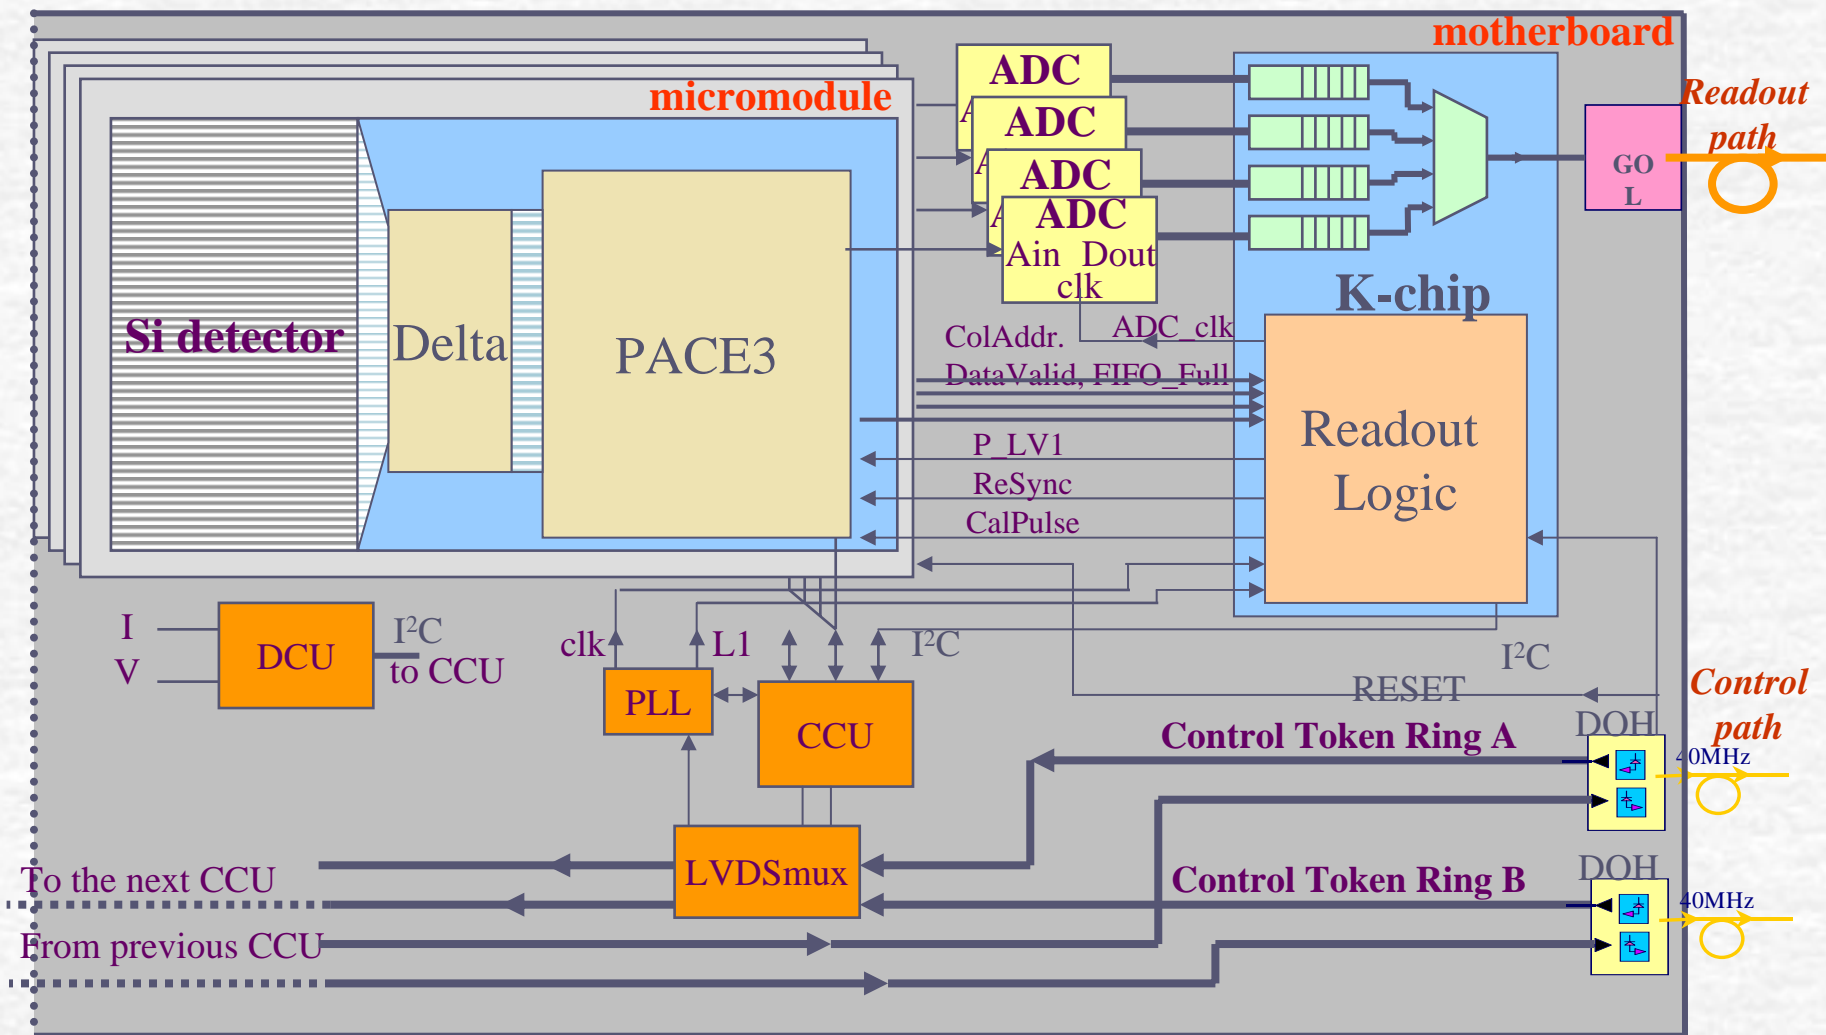 motherboard
micromodule
ADC
ADC
ADC
ADC
Ain Dout
clk
Readout
path
GO
L
K-chip
Si detector
Delta
PACE3
ColAddr.
ADC_clk
DataValid, FIFO_Full
Readout
Logic
P_LV1
ReSync
CalPulse
I
V
DCU
I²C
to CCU
clk
L1
I²C
I²C
PLL
CCU
RESET
Control
path
DOH
40MHz
Control Token Ring A
LVDSmux
To the next CCU
DOH
Control Token Ring B
40MHz
From previous CCU